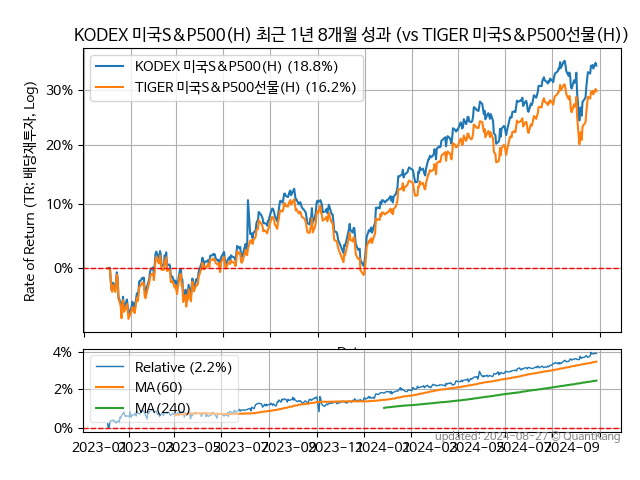 KODEX 미국S&P500(H) 최근 1년 8개월 성과 (vs TIGER 미국S&P500선물(H))
KODEX 미국S&P500(H) (18.8%)
TIGER 미국S&P500선물(H) (16.2%)
Rate of Return (TR: 배당재투자, Log)
30%
20%
10%
0%
4%
2%
0%
Relative (2.2%)
MA(60)
MA(240)
updated: 2024-08-27 © QuantKang
2023-01 2023-03 2023-05 2023-07 2023-09 2023-11 2024-01 2024-03 2024-05 2024-07 2024-09